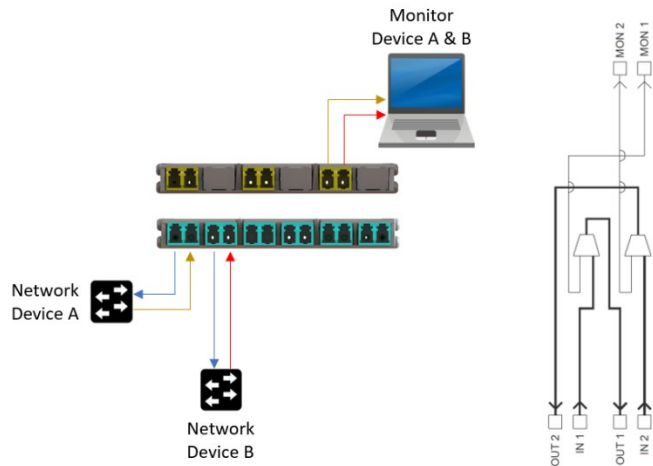 Monitor
Device A & B
Network
Device A
Network
Device B
MON 2
MON 1
OUT 2
IN 1
OUT 1
IN 2